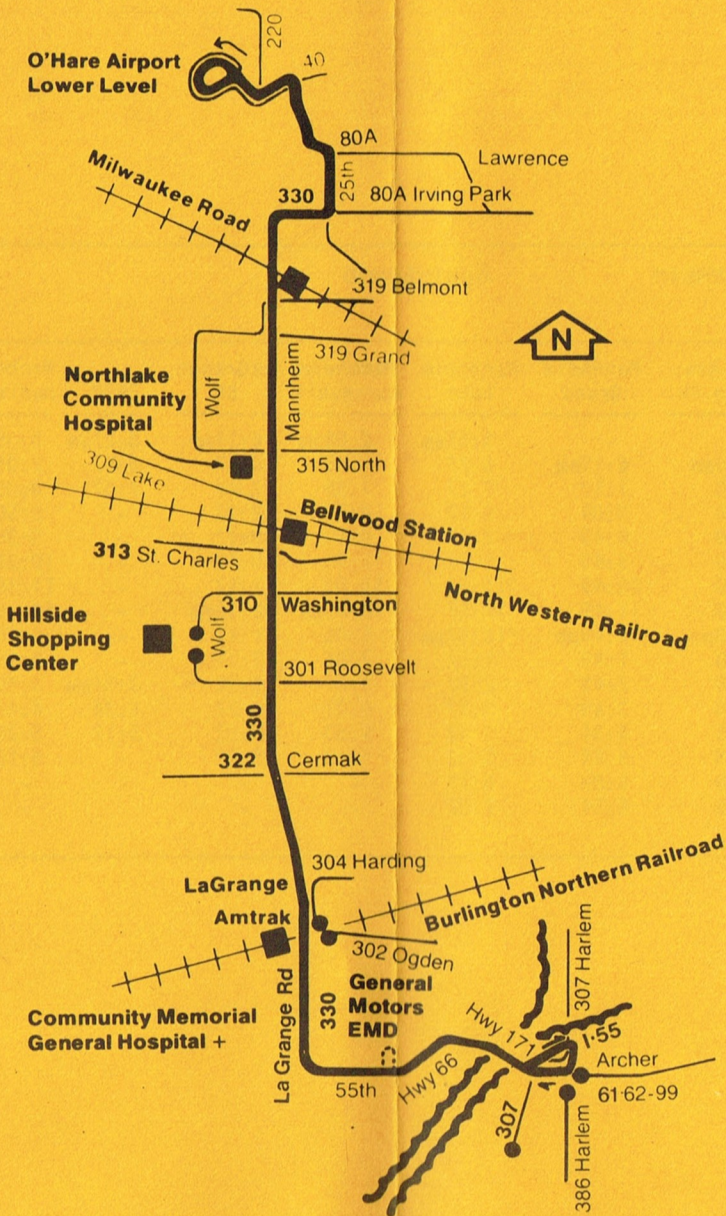 220
O'Hare Airport
Lower Level
40
80A
Lawrence
Milwaukee Road
25th
330
80A Irving Park
319 Belmont
N
319 Grand
Northlake
Community
Hospital
Wolf
Mannheim
315 North
309 Lake
Bellwood Station
313 St. Charles
North Western Railroad
310
Washington
Hillside
Shopping
Center
Wolf
301 Roosevelt
330
322
Cermak
304 Harding
LaGrange
Amtrak
Burlington Northern Railroad
302 Ogden
307 Harlem
La Grange Rd
330
General
Motors
EMD
Community Memorial
General Hospital +
Hwy 171
I-55
Archer
55th
Hwy 66
61-62-99
307
386 Harlem